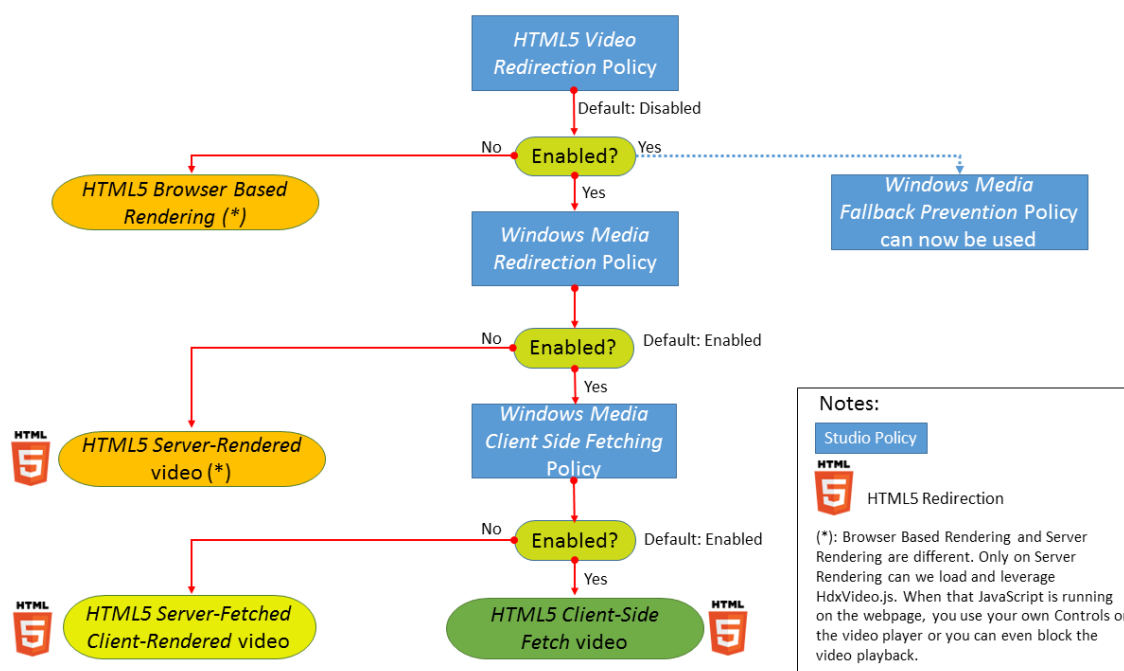 HTML5 Video
Redirection Policy
Default: Disabled
No
Enabled?
Yes
HTML5 Browser Based
Rendering (*)
Yes
Windows Media
Fallback Prevention Policy
can now be used
Windows Media
Redirection Policy
No
Enabled?
Default: Enabled
Yes
HTML
5
HTML5 Server-Rendered
video (*)
Windows Media
Client Side Fetching
Policy
No
Enabled?
Default: Enabled
Yes
HTML
5
HTML5 Server-Fetched
Client-Rendered video
HTML5 Client-Side
Fetch video
HTML
5
Notes:
Studio Policy
HTML
5
HTML5 Redirection
(*): Browser Based Rendering and Server
Rendering are different. Only on Server
Rendering can we load and leverage
HdxVideo.js. When that JavaScript is running
on the webpage, you use your own Controls o
the video player or you can even block the
video playback.